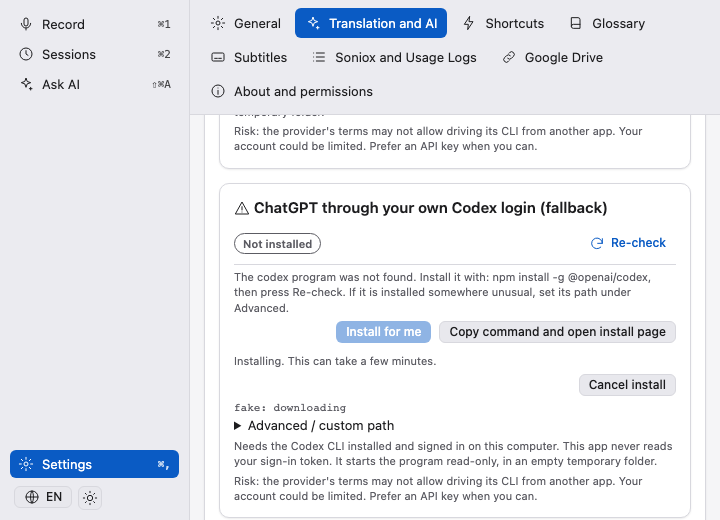 Record ⌘1
Sessions ⌘2
Ask AI ⇧⌘A
Settings ⌘,
EN
General Translation and AI Shortcuts Glossary
Subtitles Soniox and Usage Logs Google Drive
About and permissions
Risk: the provider's terms may not allow driving its CLI from another app. Your
account could be limited. Prefer an API key when you can.
ChatGPT through your own Codex login (fallback)
Not installed Re-check
The codex program was not found. Install it with: npm install -g @openai/codex,
then press Re-check. If it is installed somewhere unusual, set its path under
Advanced.
Install for me Copy command and open install page
Installing. This can take a few minutes.
Cancel install
fake: downloading
Advanced / custom path
Needs the Codex CLI installed and signed in on this computer. This app never reads
your sign-in token. It starts the program read-only, in an empty temporary folder.
Risk: the provider's terms may not allow driving its CLI from another app. Your
account could be limited. Prefer an API key when you can.